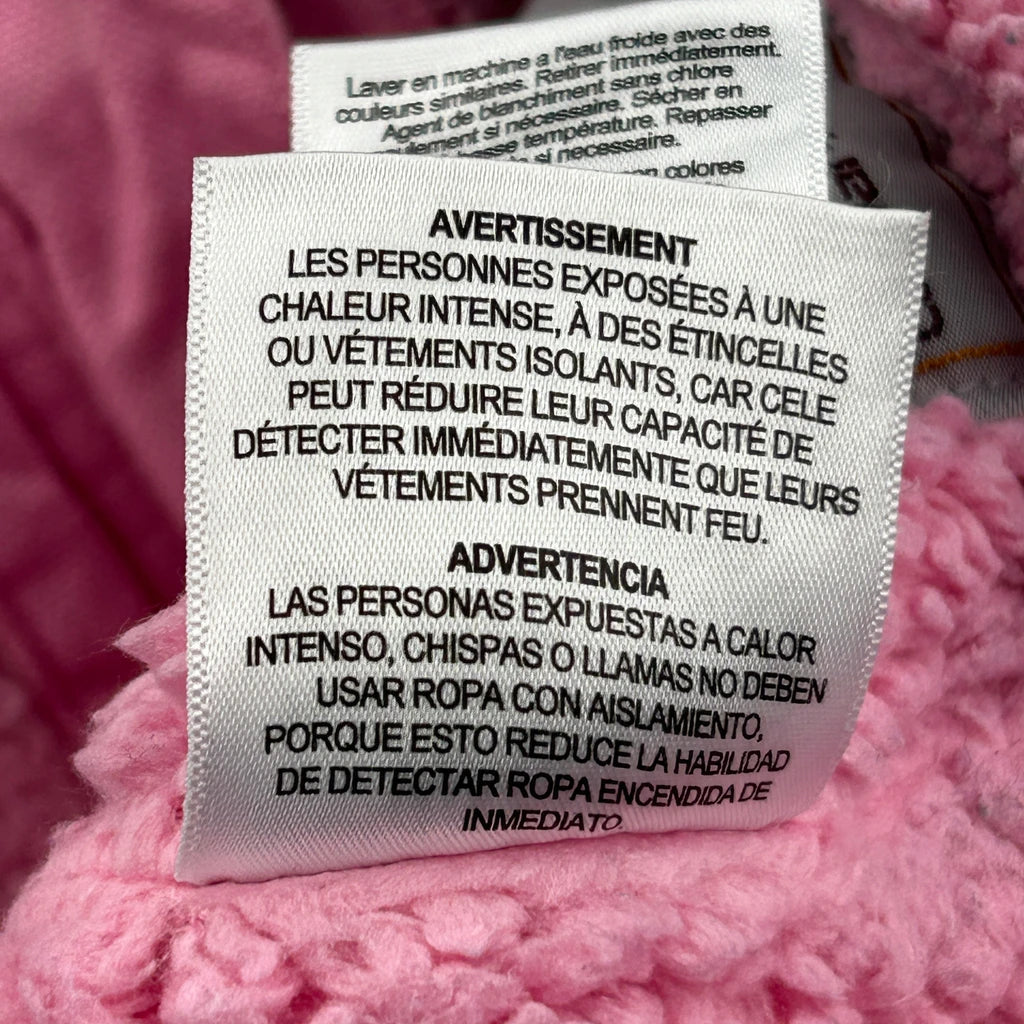 Laver en machine a l'eau froide avec des
couleurs similaires. Retirer immédiatement.
Agent de blanchiment sans chlore
si nécessaire. Sécher en
température. Repasser
si necessaire.
colores
AVERTISSEMENT
LES PERSONNES EXPOSÉES À UNE
CHALEUR INTENSE, À DES ÉTINCELLES
OU VÉTEMENTS ISOLANTS, CAR CELE
PEUT RÉDUIRE LEUR CAPACITÉ DE
DÉTECTER IMMÉDIATEMENTE QUE LEURS
VÉTEMENTS PRENNENT FEU.
ADVERTENCIA
LAS PERSONAS EXPUESTAS A CALOR
INTENSO, CHISPAS O LLAMAS NO DEBEN
USAR ROPA CON AISLAMIENTO,
PORQUE ESTO REDUCE LA HABILIDAD
DE DETECTAR ROPA ENCENDIDA DE
INMEDIATO.